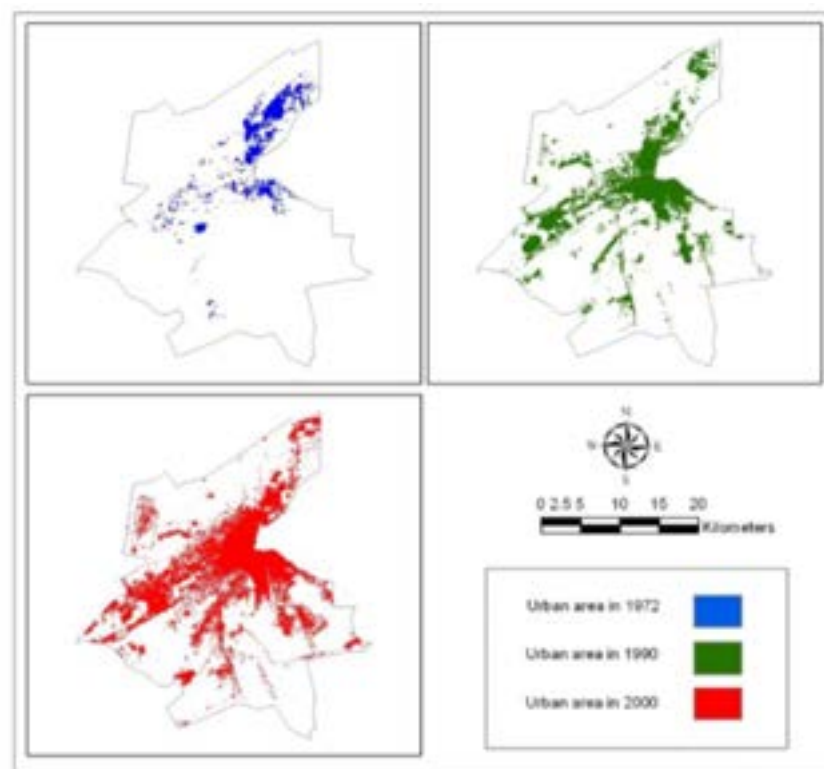 N
W E
S
0 2.5 5 10 15 20
Kilometers
Urban area in 1972
Urban area in 1990
Urban area in 2000